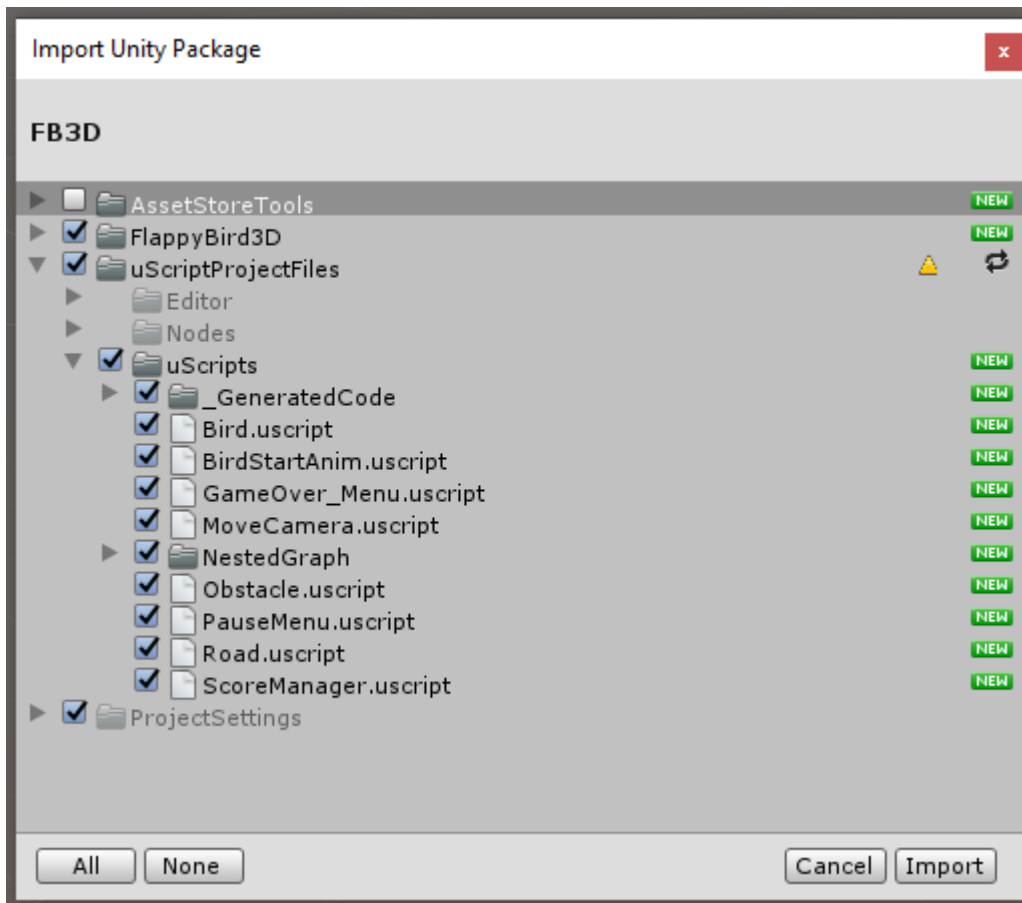 Import Unity Package
x
FB3D
AssetStoreTools NEW
FlappyBird3D NEW
uScriptProjectFiles
Editor
Nodes
uScripts NEW
_GeneratedCode NEW
Bird.uscript NEW
BirdStartAnim.uscript NEW
GameOver_Menu.uscript NEW
MoveCamera.uscript NEW
NestedGraph NEW
Obstacle.uscript NEW
PauseMenu.uscript NEW
Road.uscript NEW
ScoreManager.uscript NEW
ProjectSettings
All None Cancel Import